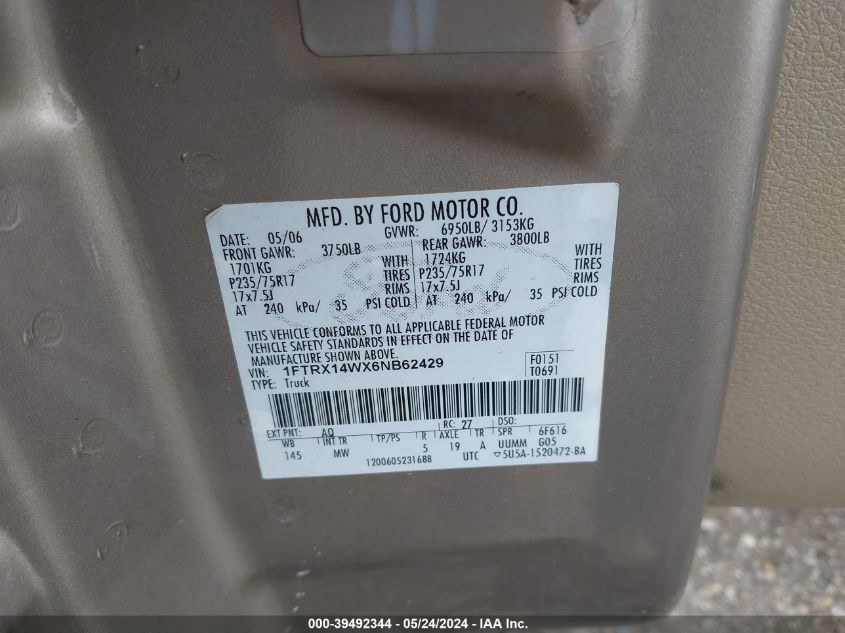 MFD. BY FORD MOTOR CO.
DATE: 05/06 GVWR: 6950LB/ 3153KG
FRONT GAWR: 3750LB REAR GAWR: 3800LB
1701KG WITH 1724KG WITH
P235/75R17 TIRES P235/75R17 TIRES
17x7.5J RIMS 17x7.5J RIMS
AT 240 kPa/ 35 PSI COLD AT 240 kPa/ 35 PSI COLD
THIS VEHICLE CONFORMS TO ALL APPLICABLE FEDERAL MOTOR
VEHICLE SAFETY STANDARDS IN EFFECT ON THE DATE OF
MANUFACTURE SHOWN ABOVE.
VIN: 1FTRX14WX6NB62429 F0151
TYPE: Truck T0691
EXT PNT: AQ RC: 27 DSO:
WB INT TR TP/PS R AXLE TR SPR 6F616
145 MW 5 19 A UUMM G05
1200605231688 UTC ▽5U5A-1520472-BA
000-39492344 — 05/24/2024 — IAA Inc.